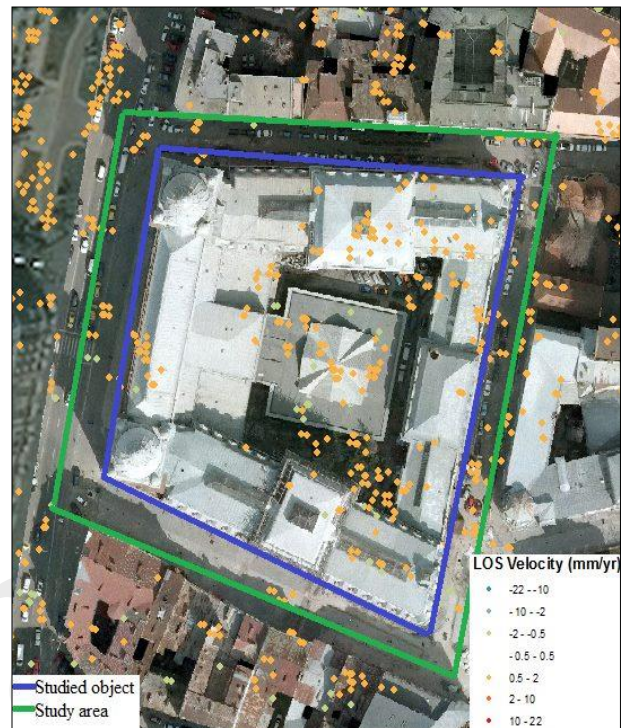 LOS Velocity (mm/yr)
-22 - -10
-10 - -2
-2 - -0.5
-0.5 - 0.5
0.5 - 2
2 - 10
10 - 22
Studied object
Study area